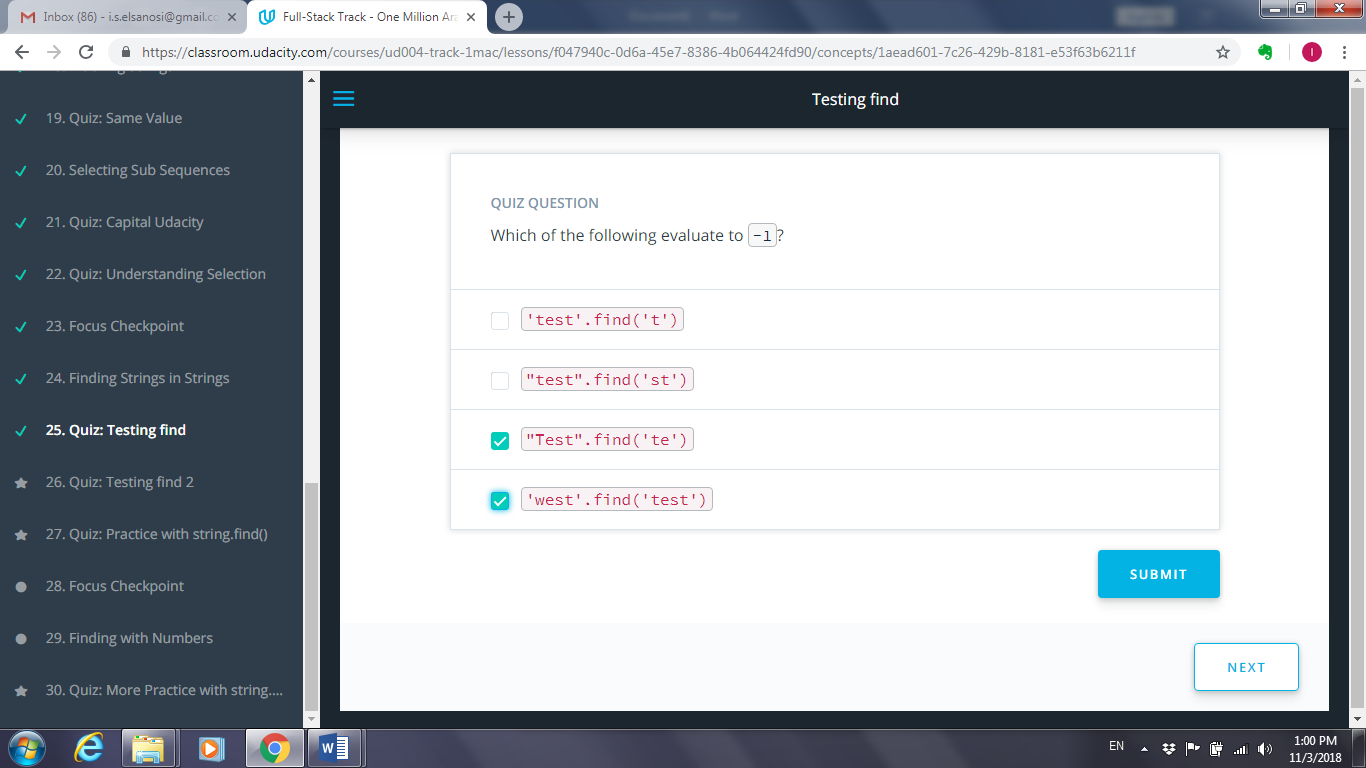 Inbox (86) - i.s.elsanosi@gmail.cc
Full-Stack Track - One Million Ara
https://classroom.udacity.com/courses/ud004-track-1mac/lessons/f047940c-0d6a-45e7-8386-4b064424fd90/concepts/1aead601-7c26-429b-8181-e53f63b6211f
I
Testing find
19. Quiz: Same Value
20. Selecting Sub Sequences
21. Quiz: Capital Udacity
22. Quiz: Understanding Selection
23. Focus Checkpoint
24. Finding Strings in Strings
25. Quiz: Testing find
26. Quiz: Testing find 2
27. Quiz: Practice with string.find()
28. Focus Checkpoint
29. Finding with Numbers
30. Quiz: More Practice with string....
QUIZ QUESTION
Which of the following evaluate to -1?
'test'.find('t')
"test".find('st')
"Test".find('te')
'west'.find('test')
SUBMIT
NEXT
EN
1:00 PM
11/3/2018